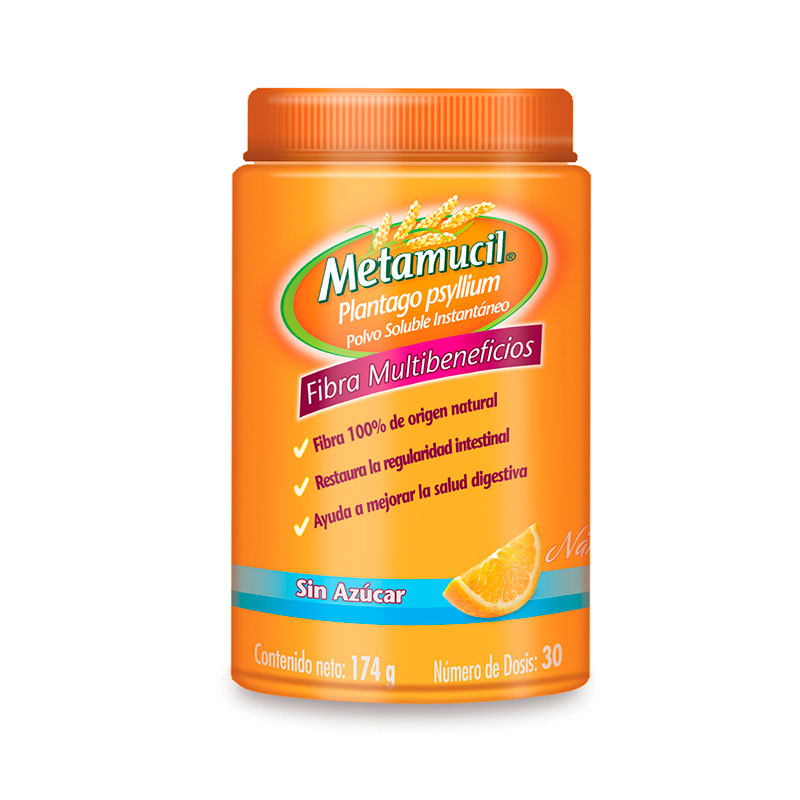 Metamucil®
Plantago psyllium
Polvo Soluble Instantáneo
Fibra Multibeneficios
Fibra 100% de origen natural
Restaura la regularidad intestinal
Ayuda a mejorar la salud digestiva
Sin Azúcar
Contenido neto: 174 g
Número de Dosis: 30